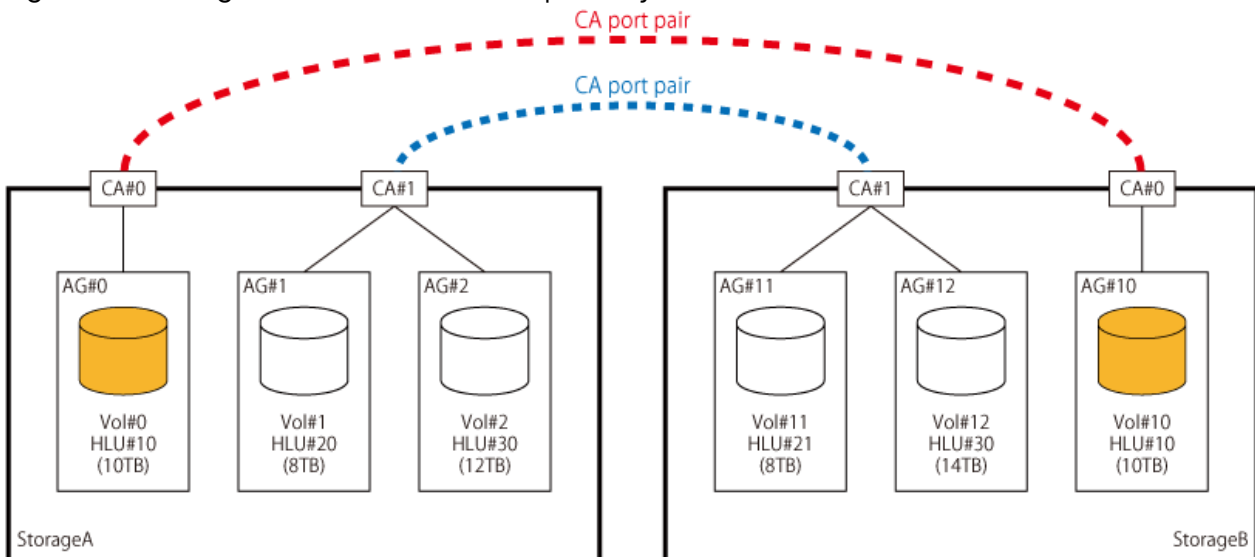 CA port pair
CA port pair
CA#0
CA#1
CA#1
CA#0
AG#0
Vol#0
HLU#10
(10TB)
AG#1
Vol#1
HLU#20
(8TB)
AG#2
Vol#2
HLU#30
(12TB)
AG#11
Vol#11
HLU#21
(8TB)
AG#12
Vol#12
HLU#30
(14TB)
AG#10
Vol#10
HLU#10
(10TB)
StorageA
StorageB